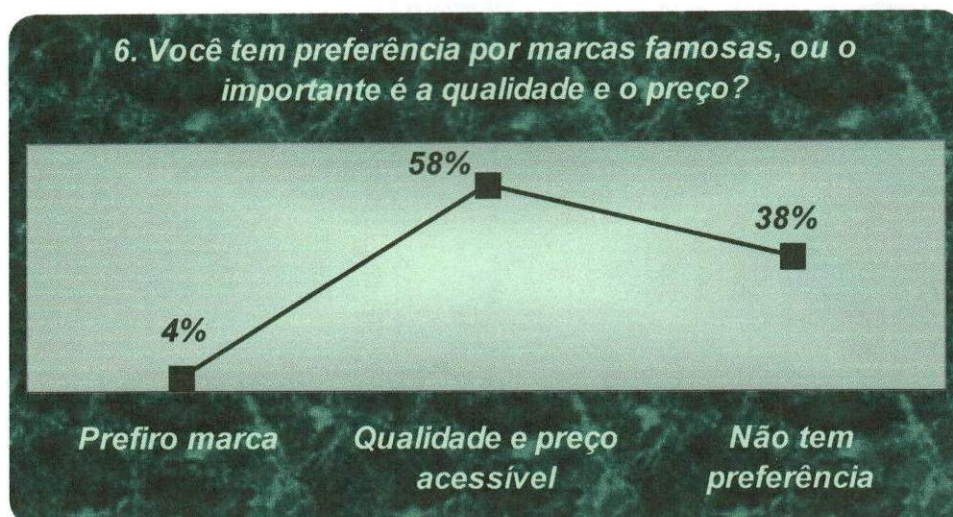 6. Você tem preferência por marcas famosas, ou o
importante é a qualidade e o preço?
58%
38%
4%
Prefiro marca
Qualidade e preço
acessível
Não tem
preferência